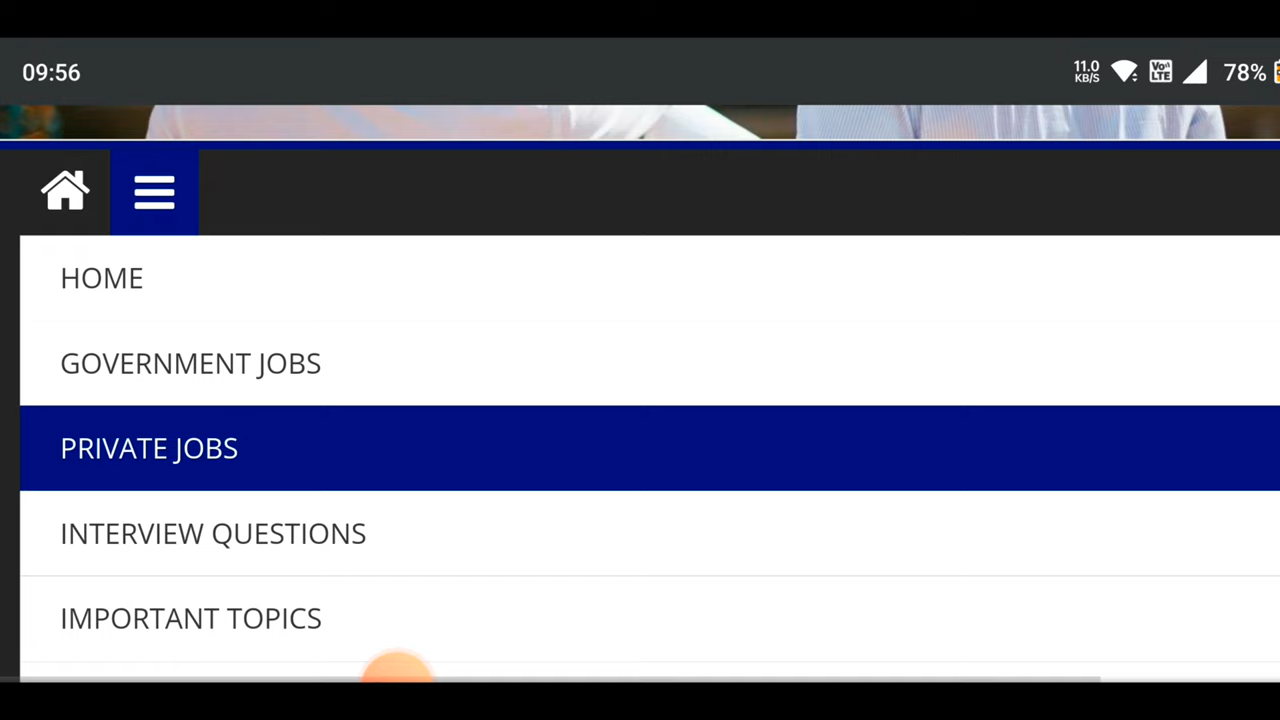 09:56
11.0
KB/S
Vo
LTE
78%
HOME
GOVERNMENT JOBS
PRIVATE JOBS
INTERVIEW QUESTIONS
IMPORTANT TOPICS